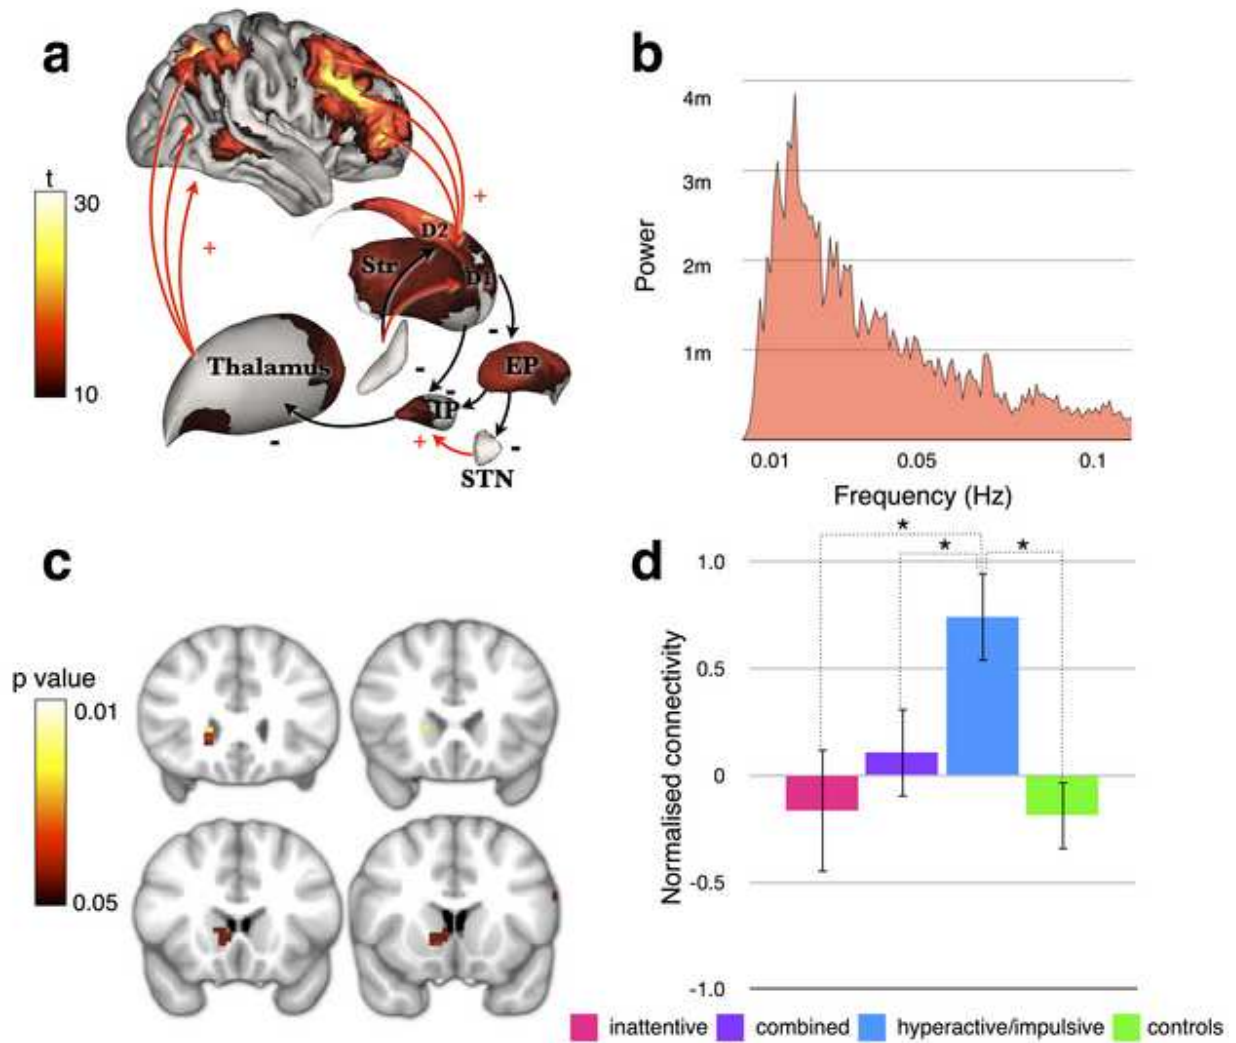 a
t
30
10
+
+
D2
Str
D1
-
Thalamus
-
EP
-
IP
-
+
-
STN
b
4m
3m
2m
1m
Power
0.01
0.05
0.1
Frequency (Hz)
c
p value
0.01
0.05
d
*
*
*
1.0
0.5
0
-0.5
-1.0
Normalised connectivity
inattentive
combined
hyperactive/impulsive
controls